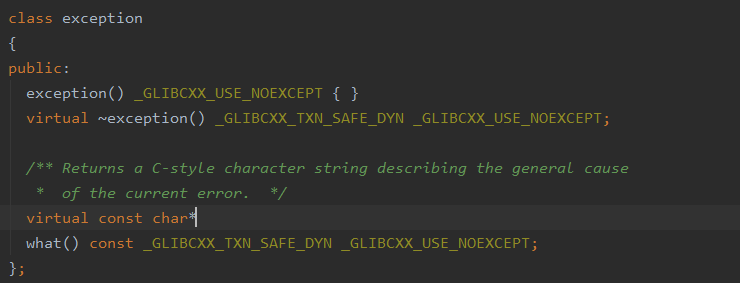 class exception
{
public:
  exception() _GLIBCXX_USE_NOEXCEPT { }
  virtual ~exception() _GLIBCXX_TXN_SAFE_DYN _GLIBCXX_USE_NOEXCEPT;

  /** Returns a C-style character string describing the general cause
   *  of the current error.  */
  virtual const char*
  what() const _GLIBCXX_TXN_SAFE_DYN _GLIBCXX_USE_NOEXCEPT;
};